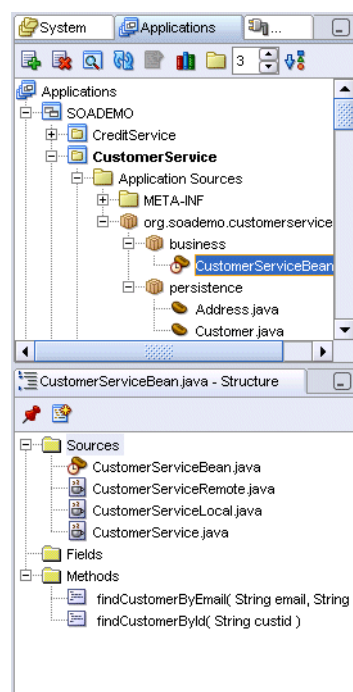 System Applications ...
3
Applications
SOADEMO
CreditService
CustomerService
Application Sources
META-INF
org.soademo.customerservice
business
CustomerServiceBean
persistence
Address.java
Customer.java
CustomerServiceBean.java - Structure
Sources
CustomerServiceBean.java
CustomerServiceRemote.java
CustomerServiceLocal.java
CustomerService.java
Fields
Methods
findCustomerByEmail( String email, String
findCustomerById( String custid )